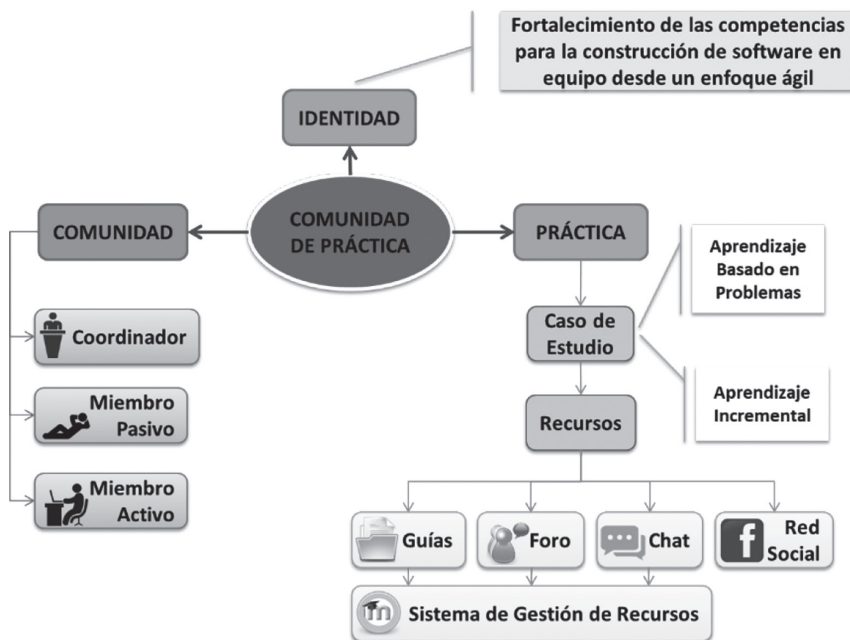 Fortalecimiento de las competencias
para la construcción de software en
equipo desde un enfoque ágil
IDENTIDAD
COMUNIDAD
DE PRÁCTICA
COMUNIDAD
PRÁCTICA
Aprendizaje
Basado en
Problemas
Coordinador
Caso de
Estudio
Miembro
Pasivo
Aprendizaje
Incremental
Recursos
Miembro
Activo
Guías
Foro
Chat
Red
Social
Sistema de Gestión de Recursos